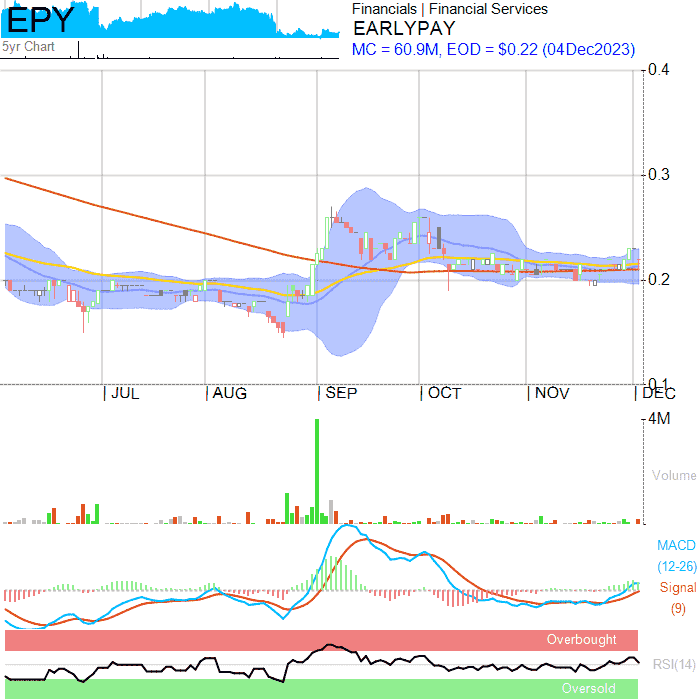 EPY
5yr Chart
Financials | Financial Services
EARLYPAY
MC = 60.9M, EOD = $0.22 (04Dec2023)
0.4
0.3
0.2
0.1
JUL
AUG
SEP
OCT
NOV
DEC
4M
Volume
MACD
(12-26)
Signal
(9)
Overbought
RSI(14)
Oversold